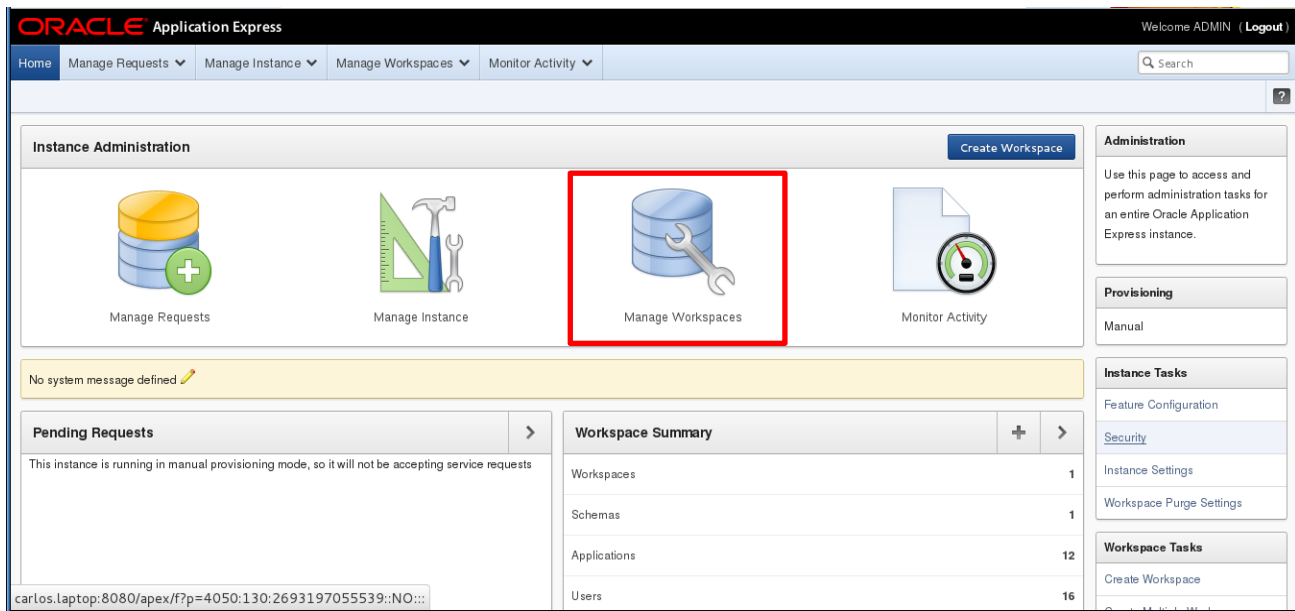 ORACLE Application Express
Welcome ADMIN ( Logout )
Home Manage Requests Manage Instance Manage Workspaces Monitor Activity
Search
?
Instance Administration
Create Workspace
Manage Requests
Manage Instance
Manage Workspaces
Monitor Activity
No system message defined
Pending Requests
This instance is running in manual provisioning mode, so it will not be accepting service requests
Workspace Summary
Workspaces 1
Schemas 1
Applications 12
Users 16
Administration
Use this page to access and
perform administration tasks for
an entire Oracle Application
Express instance.
Provisioning
Manual
Instance Tasks
Feature Configuration
Security
Instance Settings
Workspace Purge Settings
Workspace Tasks
Create Workspace
carlos.laptop:8080/apex/f?p=4050:130:2693197055539::NO:::